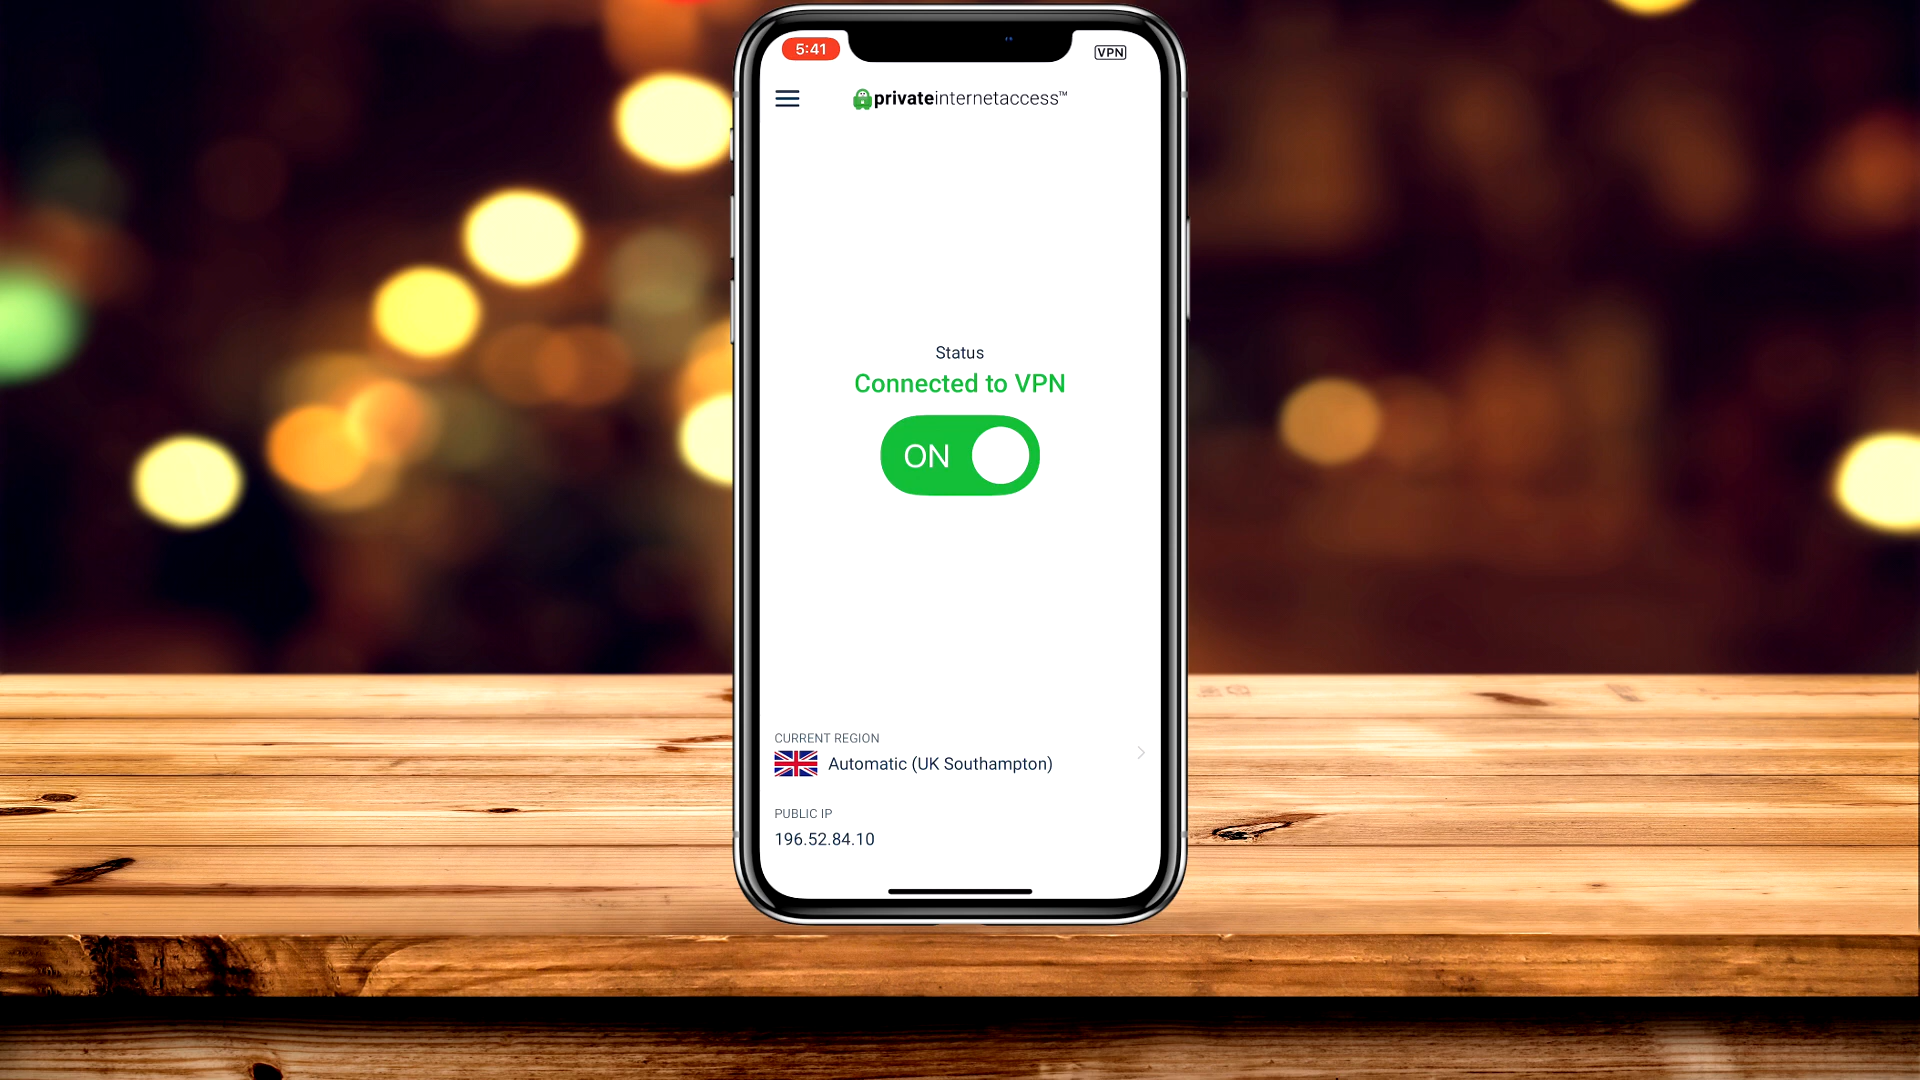 5:41
VPN
privateinternetaccess™
Status
Connected to VPN
ON
CURRENT REGION
Automatic (UK Southampton)
PUBLIC IP
196.52.84.10